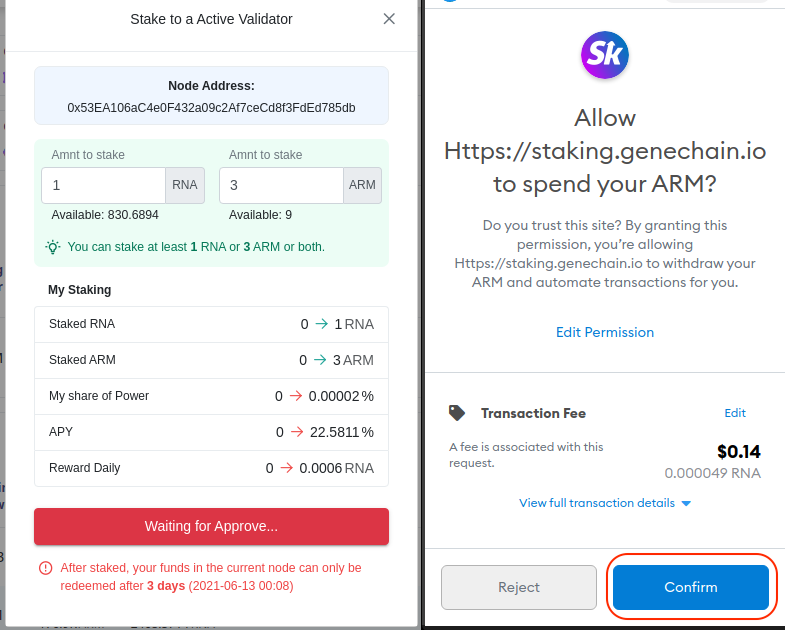 Stake to a Active Validator
Node Address:
0x53EA106aC4e0F432a09c2Af7ceCd8f3FdEd785db
Amnt to stake
Amnt to stake
1 RNA
3 ARM
Available: 830.6894
Available: 9
You can stake at least 1 RNA or 3 ARM or both.
My Staking
Staked RNA 0 → 1 RNA
Staked ARM 0 → 3 ARM
My share of Power 0 → 0.00002 %
APY 0 → 22.5811 %
Reward Daily 0 → 0.0006 RNA
Waiting for Approve...
After staked, your funds in the current node can only be
redeemed after 3 days (2021-06-13 00:08)
Sk
Allow
Https://staking.genechain.io
to spend your ARM?
Do you trust this site? By granting this
permission, you're allowing
Https://staking.genechain.io to withdraw your
ARM and automate transactions for you.
Edit Permission
Transaction Fee
Edit
A fee is associated with this
request.
$0.14
0.000049 RNA
View full transaction details
Reject
Confirm